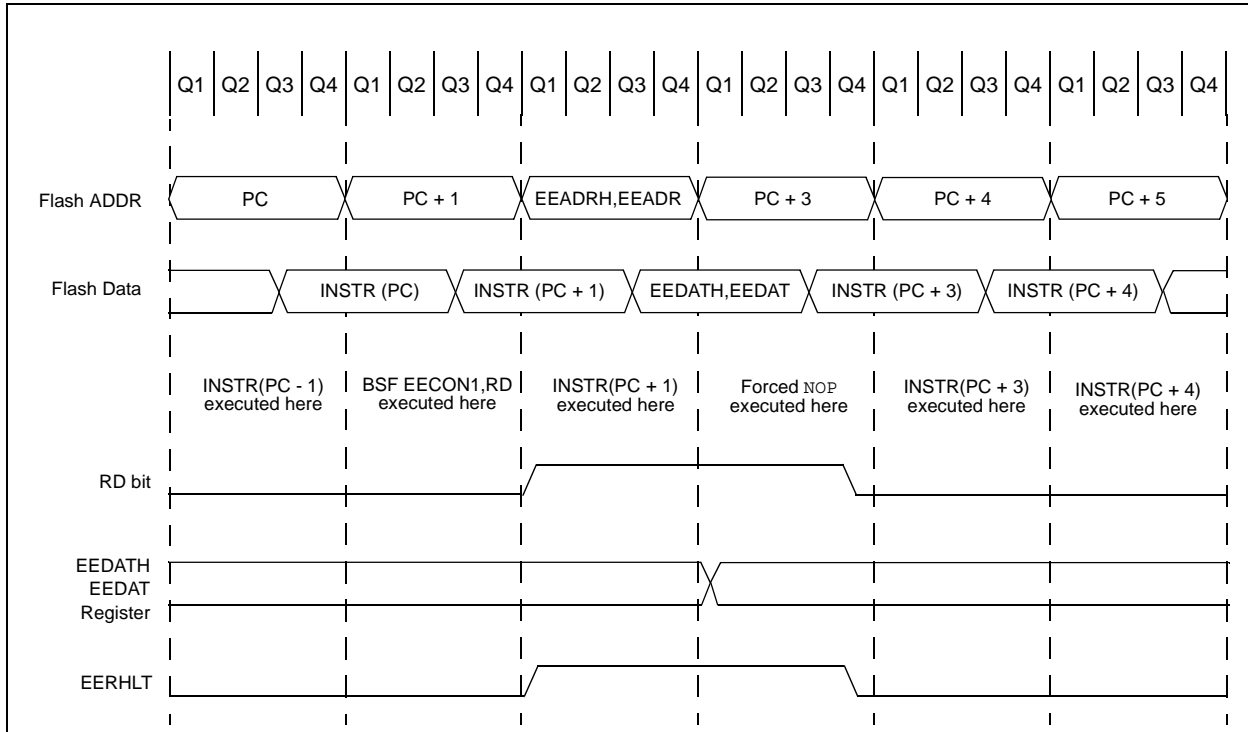 Q1 Q2 Q3 Q4 Q1 Q2 Q3 Q4 Q1 Q2 Q3 Q4 Q1 Q2 Q3 Q4 Q1 Q2 Q3 Q4 Q1 Q2 Q3 Q4
Flash ADDR PC PC + 1 EEADRH,EEADR PC + 3 PC + 4 PC + 5
Flash Data INSTR (PC) INSTR (PC + 1) EEDATH,EEDAT INSTR (PC + 3) INSTR (PC + 4)
INSTR(PC - 1) BSF EECON1,RD INSTR(PC + 1) Forced NOP INSTR(PC + 3) INSTR(PC + 4)
executed here executed here executed here executed here executed here executed here
RD bit
EEDATH
EEDAT
Register
EERHLT